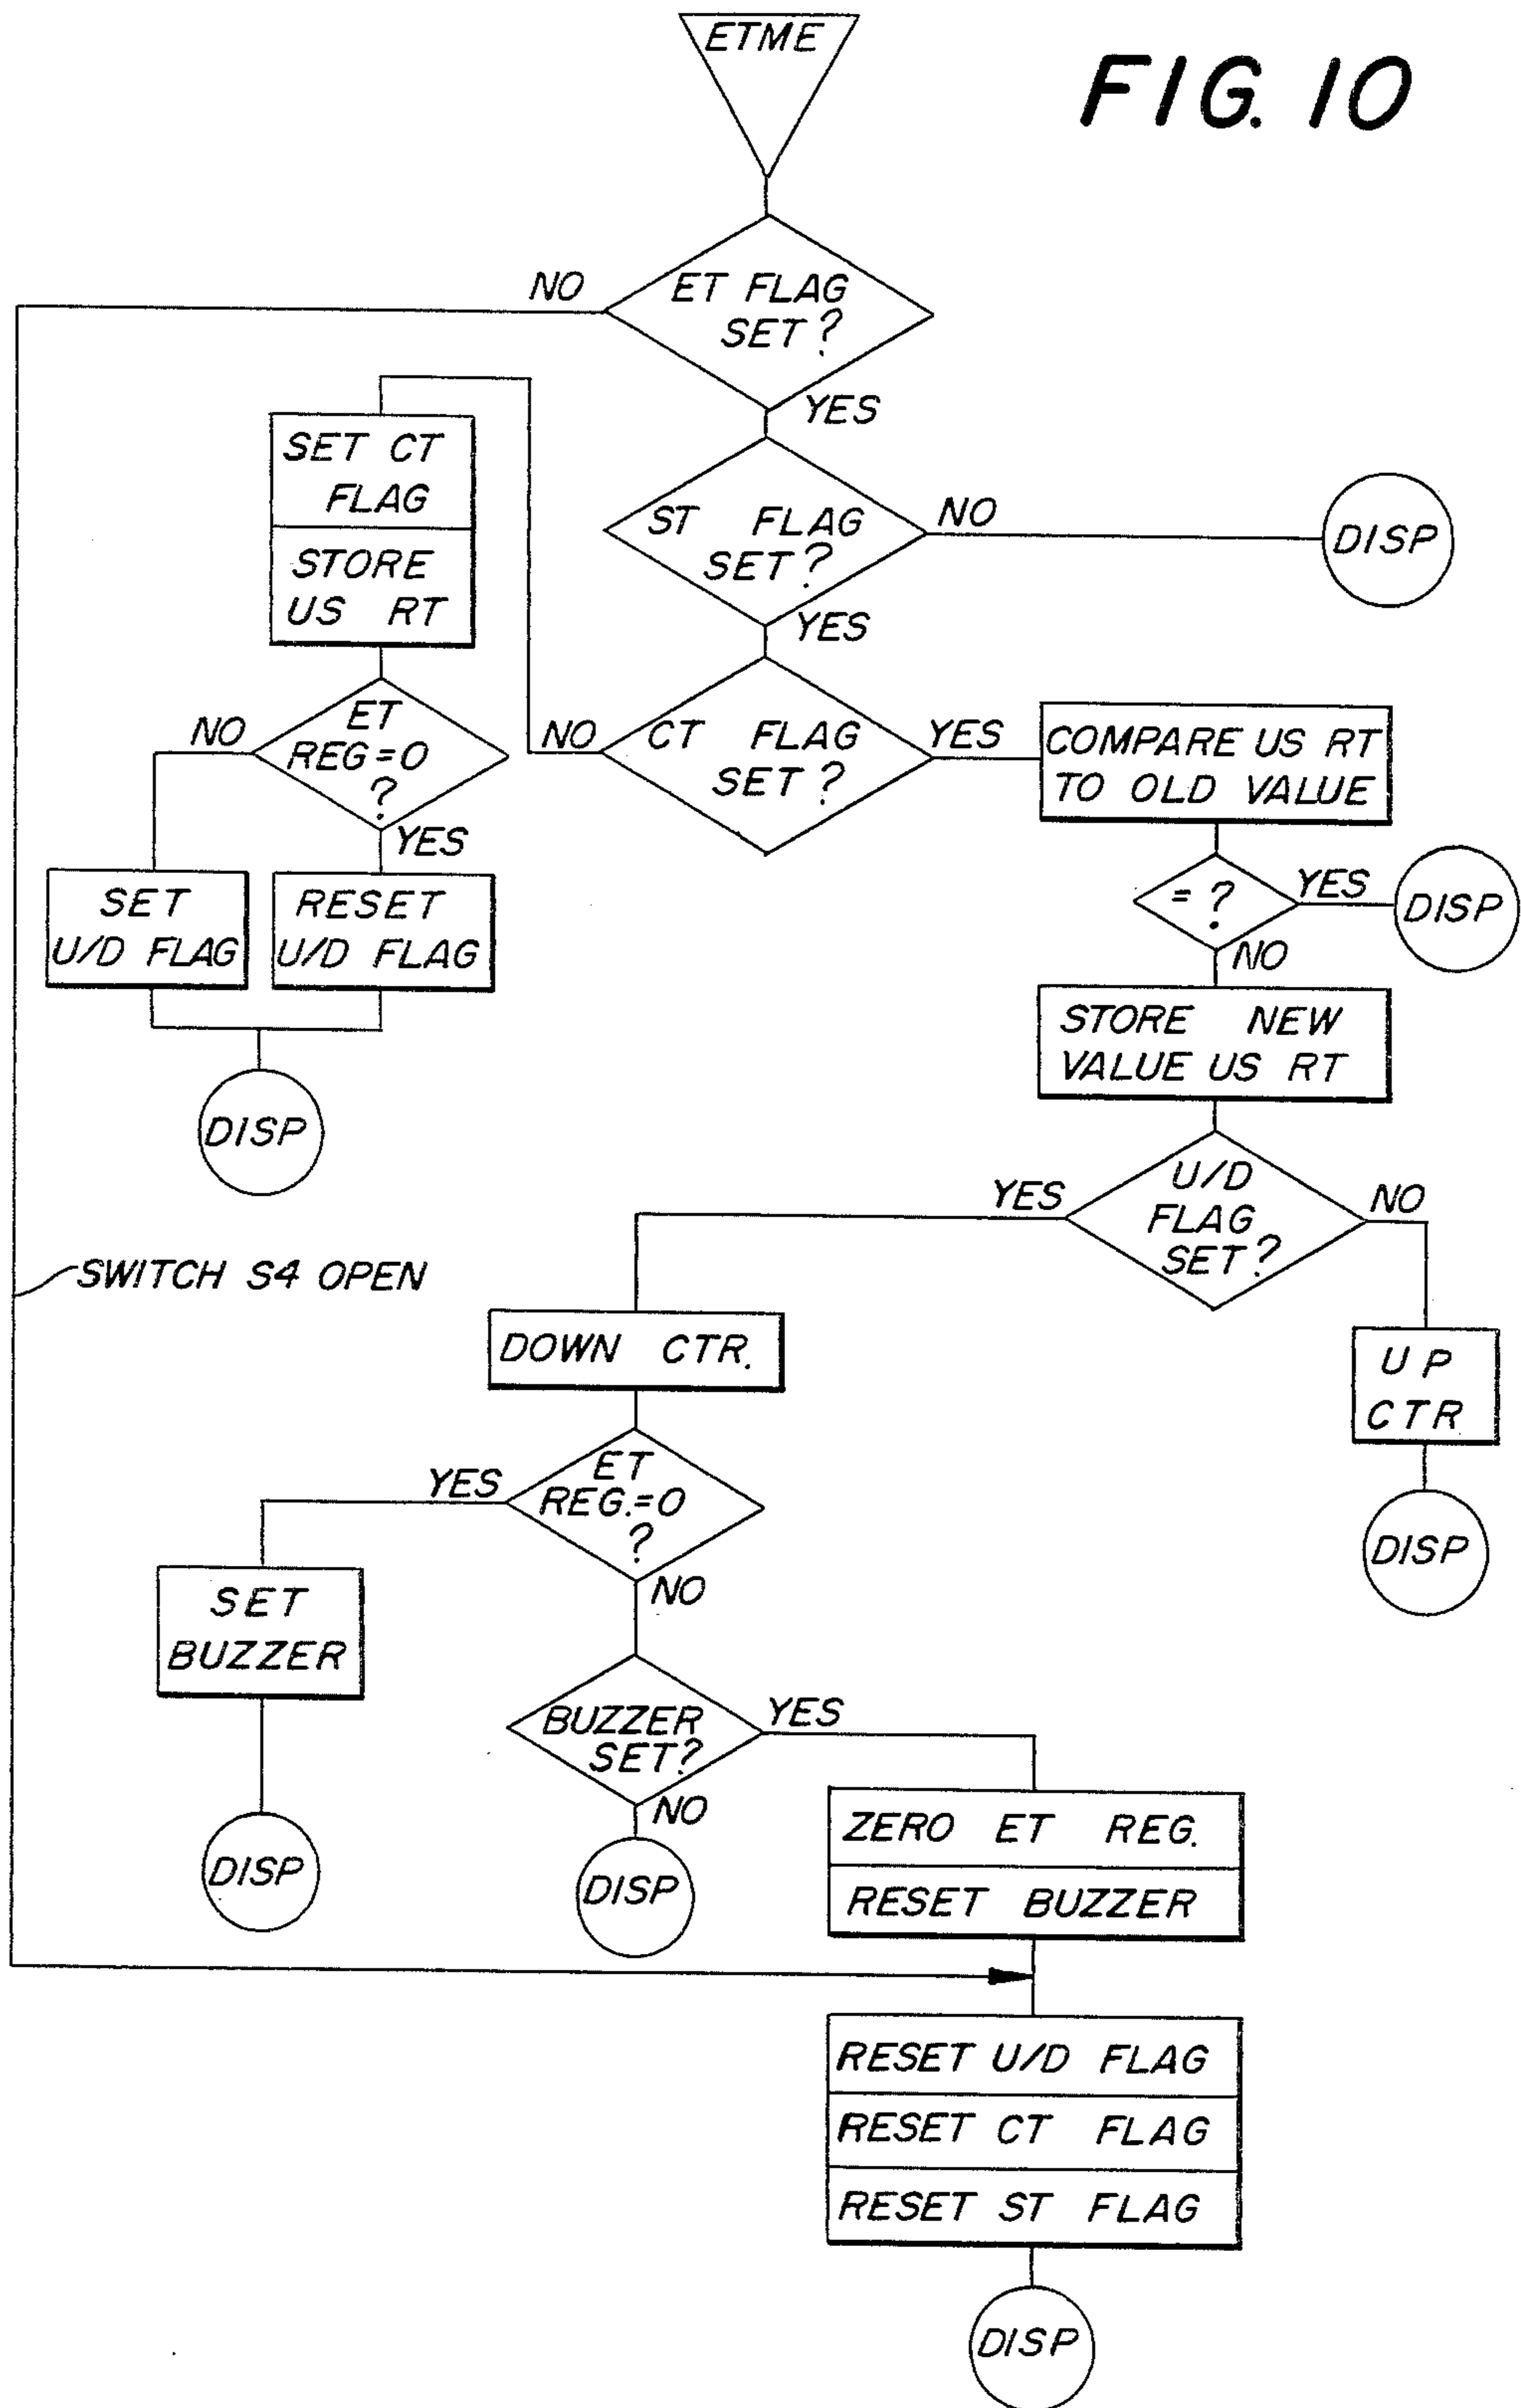 ETME
FIG. 10
NO
ET FLAG
SET?
YES
SET CT
FLAG
STORE
US RT
ST FLAG
SET?
NO
DISP
YES
NO
ET
REG=0
?
YES
NO
CT FLAG
SET?
YES
COMPARE US RT
TO OLD VALUE
SET
U/D FLAG
RESET
U/D FLAG
= ?
YES
DISP
NO
STORE NEW
VALUE US RT
DISP
YES
U/D
FLAG
SET?
NO
SWITCH S4 OPEN
DOWN CTR.
UP
CTR
YES
ET
REG.=0
?
NO
DISP
SET
BUZZER
BUZZER
SET?
YES
NO
ZERO ET REG.
RESET BUZZER
DISP
DISP
RESET U/D FLAG
RESET CT FLAG
RESET ST FLAG
DISP